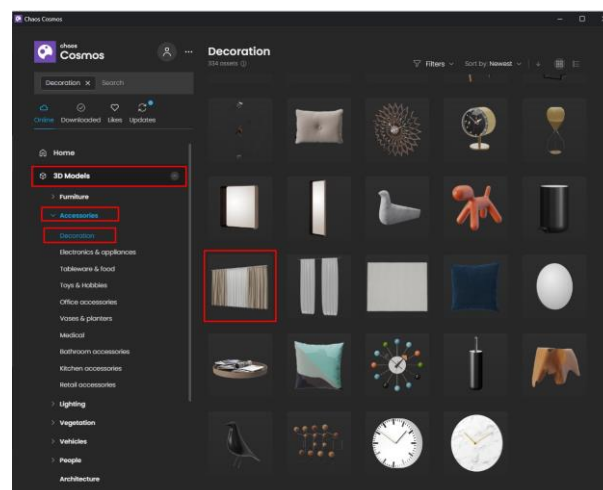 Chaos Cosmos
chaos
Cosmos
Decoration
334 assets
Filters
Sort by: Newest
Decoration
Search
Online Downloaded Likes Updates
Home
3D Models
Furniture
Accessories
Decoration
Electronics & appliances
Tableware & food
Toys & Hobbies
Office accessories
Vases & planters
Medical
Bathroom accessories
Kitchen accessories
Retail accessories
Lighting
Vegetation
Vehicles
People
Architecture